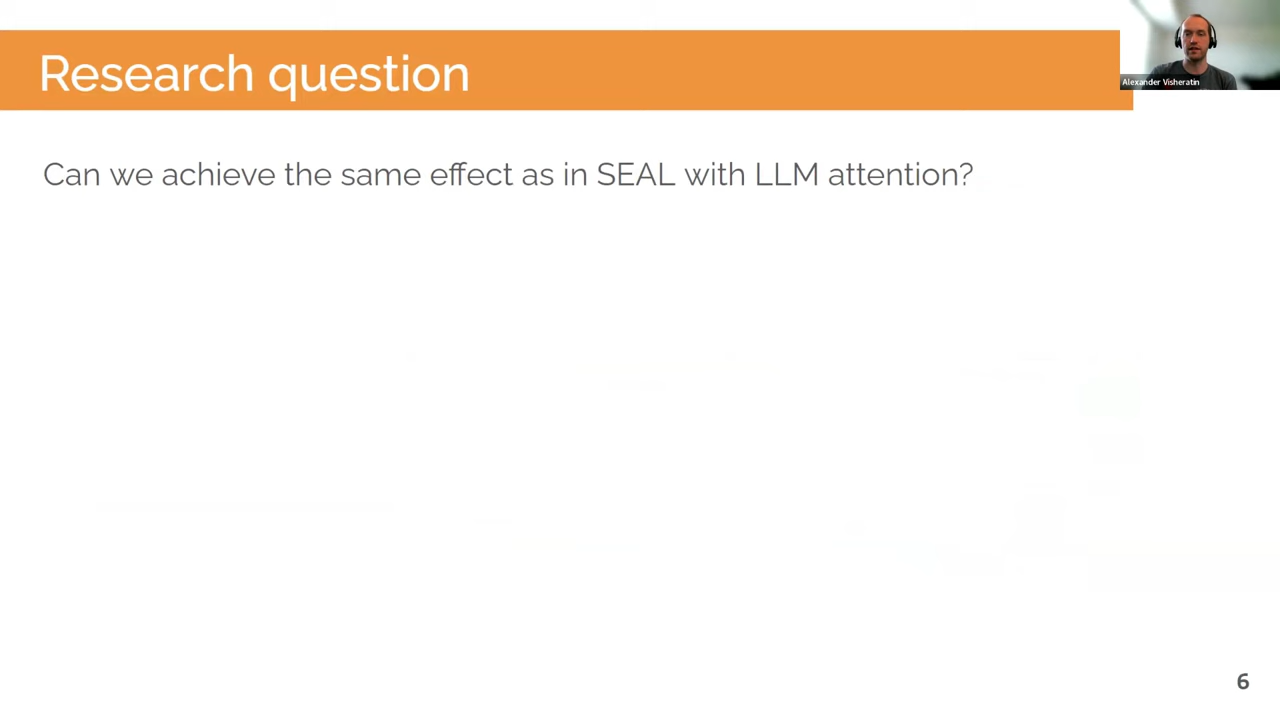 Research question
Alexander Visheratin
Can we achieve the same effect as in SEAL with LLM attention?
6